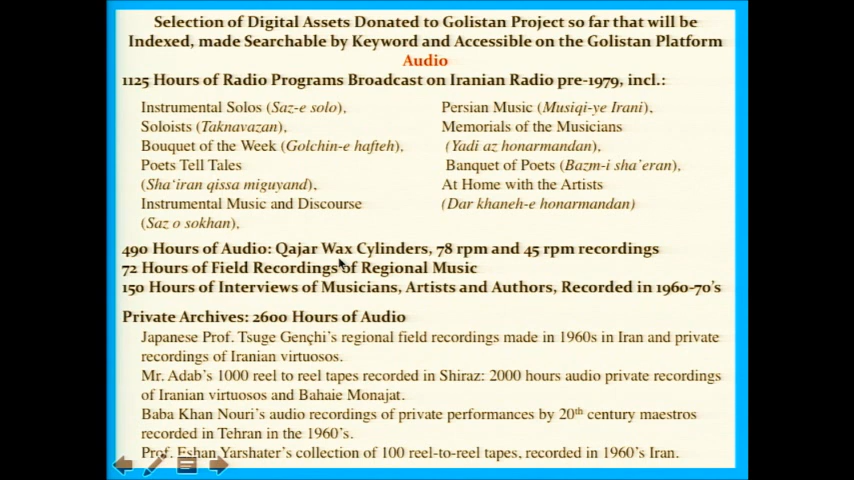 Selection of Digital Assets Donated to Golistan Project so far that will be
Indexed, made Searchable by Keyword and Accessible on the Golistan Platform
Audio
1125 Hours of Radio Programs Broadcast on Iranian Radio pre-1979, incl.:
Instrumental Solos (Saz-e solo),
Soloists (Taknavazan),
Bouquet of the Week (Golchin-e hafteh),
Poets Tell Tales
(Sha'iran qissa miguyand),
Instrumental Music and Discourse
(Saz o sokhan),
Persian Music (Musiqi-ye Irani),
Memorials of the Musicians
(Yadi az honarmandan),
Banquet of Poets (Bazm-i sha'eran),
At Home with the Artists
(Dar khaneh-e honarmandan)
490 Hours of Audio: Qajar Wax Cylinders, 78 rpm and 45 rpm recordings
72 Hours of Field Recordings of Regional Music
150 Hours of Interviews of Musicians, Artists and Authors, Recorded in 1960-70's
Private Archives: 2600 Hours of Audio
Japanese Prof. Tsuge Gençhi's regional field recordings made in 1960s in Iran and private
recordings of Iranian virtuosos.
Mr. Adab's 1000 reel to reel tapes recorded in Shiraz: 2000 hours audio private recordings
of Iranian virtuosos and Bahaie Monajat.
Baba Khan Nouri's audio recordings of private performances by 20th century maestros
recorded in Tehran in the 1960's.
Prof. Eshan Yarshater's collection of 100 reel-to-reel tapes, recorded in 1960's Iran.